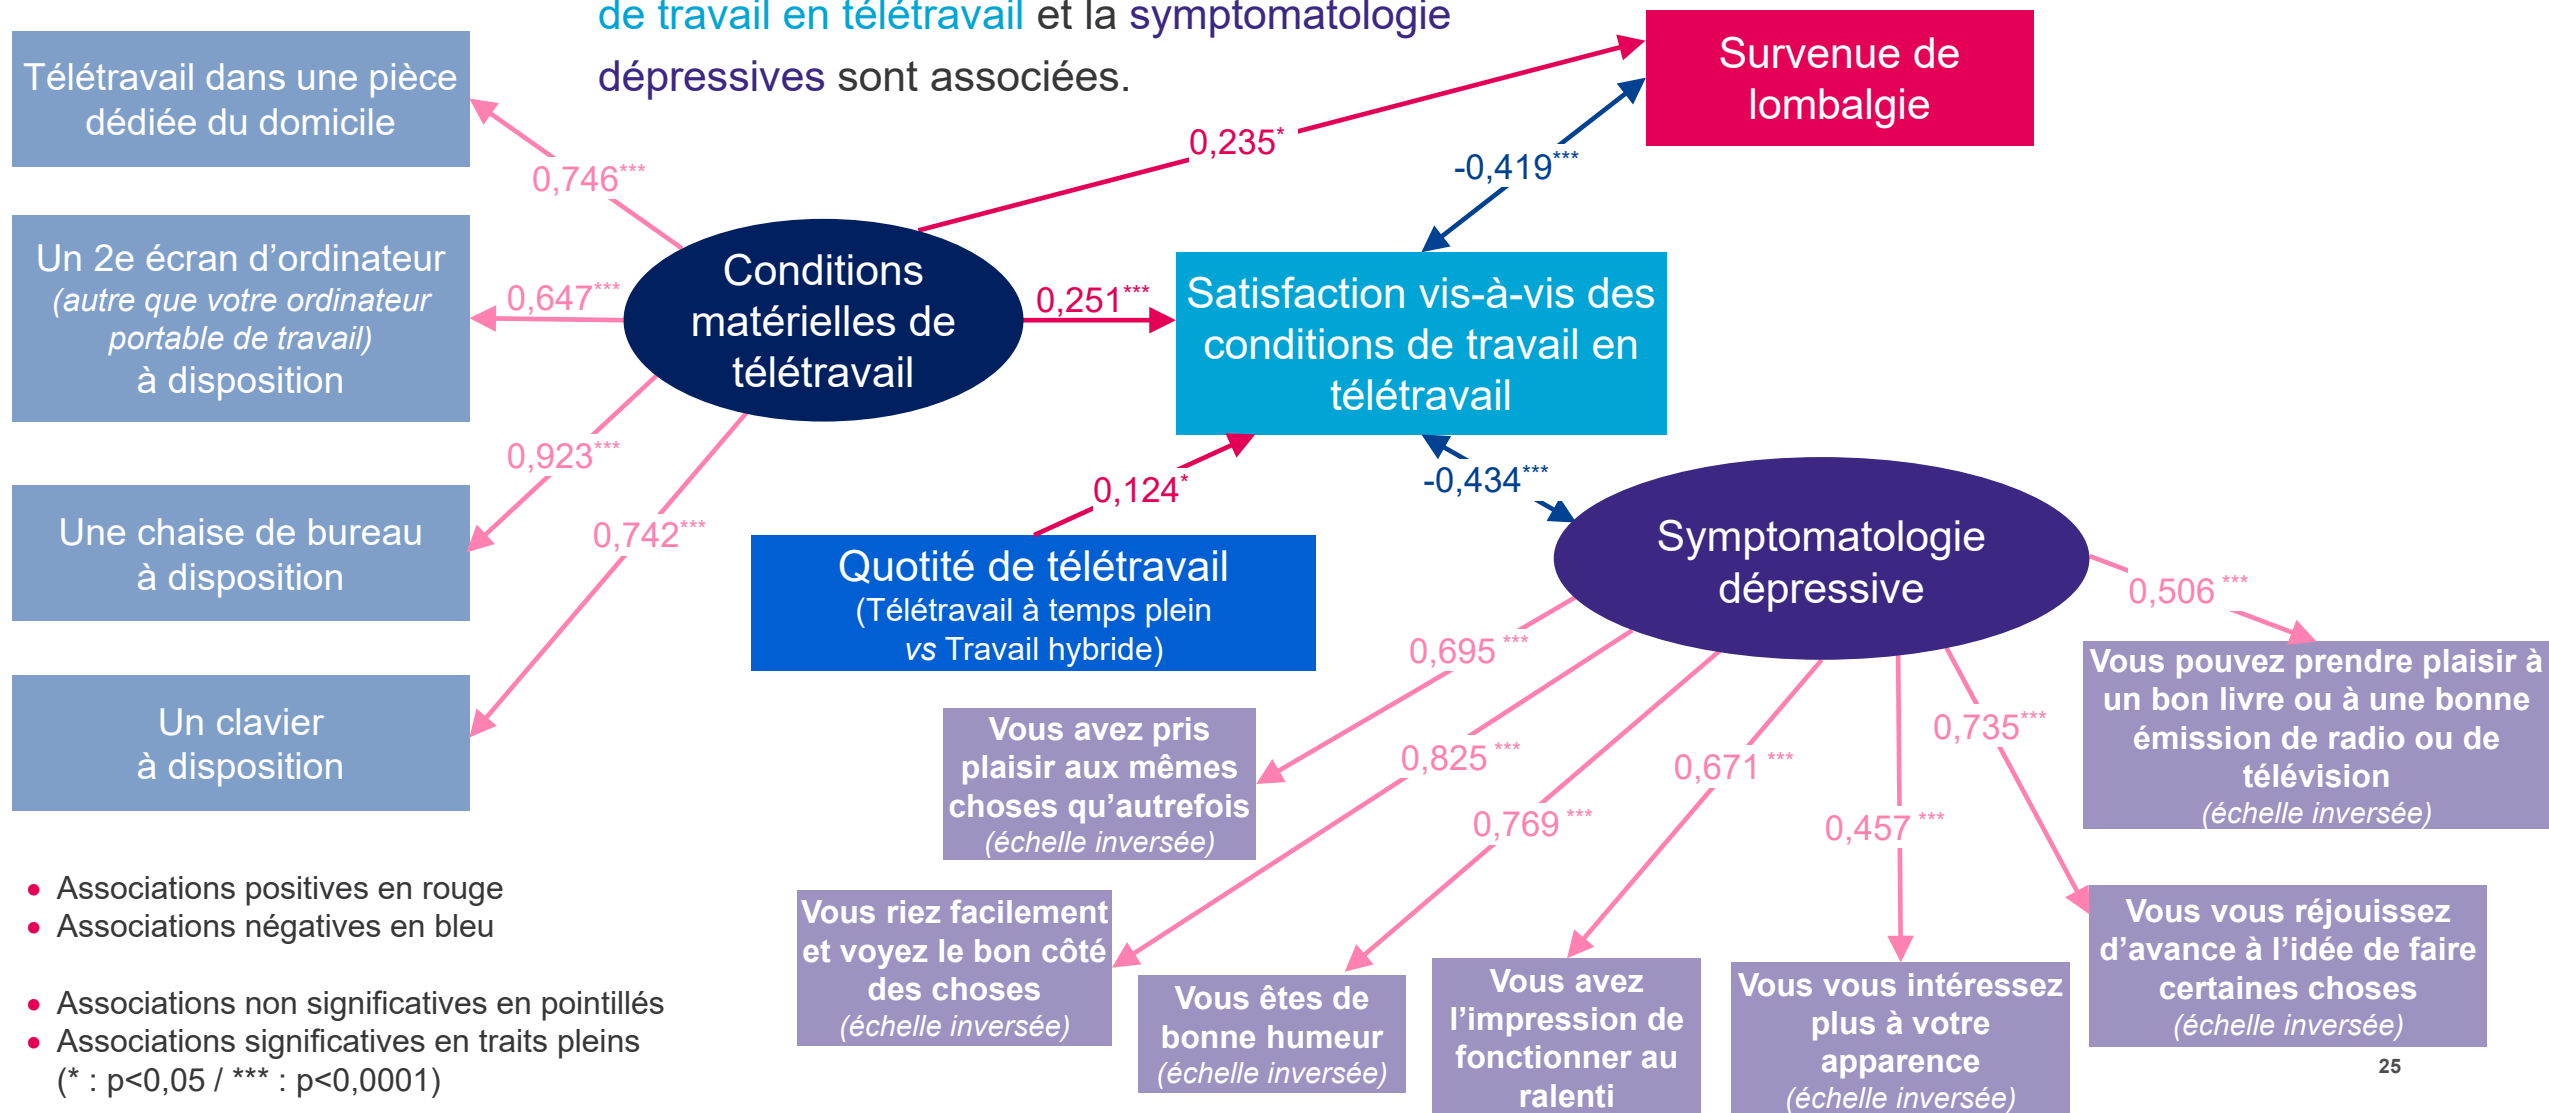 de travail en télétravail et la symptomatologie
dépressives sont associées.
Survenue de
lombalgie
Télétravail dans une pièce
dédiée du domicile
0,746***
0,235*
-0,419***
Un 2e écran d’ordinateur
(autre que votre ordinateur
portable de travail)
à disposition
0,647***
Conditions
matérielles de
télétravail
0,251***
Satisfaction vis-à-vis des
conditions de travail en
télétravail
0,923***
0,124*
-0,434***
Une chaise de bureau
à disposition
0,742***
Quotité de télétravail
(Télétravail à temps plein
vs Travail hybride)
Symptomatologie
dépressive
0,506 ***
0,695 ***
0,825 ***
0,769 ***
0,671 ***
0,457 ***
0,735***
Un clavier
à disposition
Vous avez pris
plaisir aux mêmes
choses qu’autrefois
(échelle inversée)
Vous pouvez prendre plaisir à
un bon livre ou à une bonne
émission de radio ou de
télévision
(échelle inversée)
Vous riez facilement
et voyez le bon côté
des choses
(échelle inversée)
Vous êtes de
bonne humeur
(échelle inversée)
Vous avez
l’impression de
fonctionner au
ralenti
Vous vous intéressez
plus à votre
apparence
(échelle inversée)
Vous vous réjouissez
d’avance à l’idée de faire
certaines choses
(échelle inversée)
• Associations positives en rouge
• Associations négatives en bleu
• Associations non significatives en pointillés
• Associations significatives en traits pleins
(* : p<0,05 / *** : p<0,0001)
25